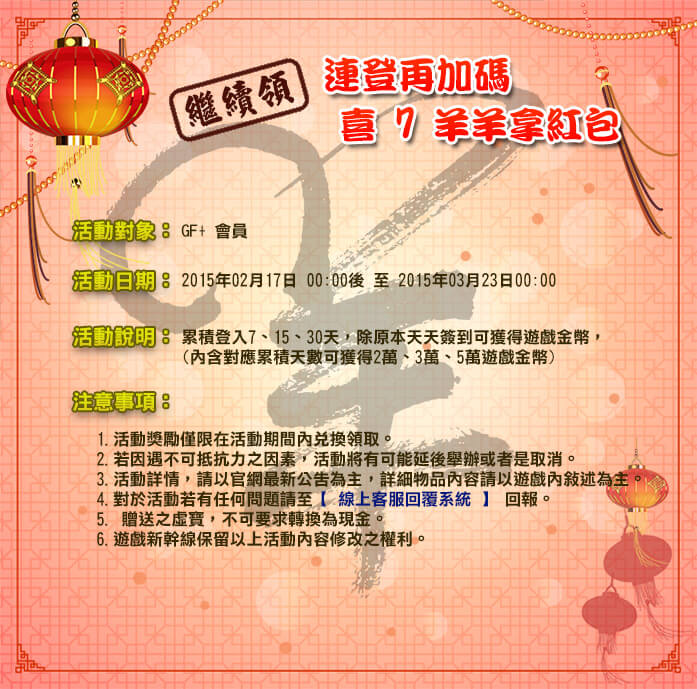 繼續領
連登再加碼
喜 7 羊羊拿紅包
活動對象： GF+ 會員
活動日期： 2015年02月17日 00:00後 至 2015年03月23日00:00
活動說明： 累積登入7、15、30天，除原本天天簽到可獲得遊戲金幣，
(內含對應累積天數可獲得2萬、3萬、5萬遊戲金幣)
注意事項：
1. 活動獎勵僅限在活動期間內兌換領取。
2. 若因遇不可抵抗力之因素，活動將有可能延後舉辦或者是取消。
3. 活動詳情，請以官網最新公告為主，詳細物品內容請以遊戲內敘述為主。
4. 對於活動若有任何問題請至【 線上客服回覆系統 】 回報。
5. 贈送之虛寶，不可要求轉換為現金。
6. 遊戲新幹線保留以上活動內容修改之權利。